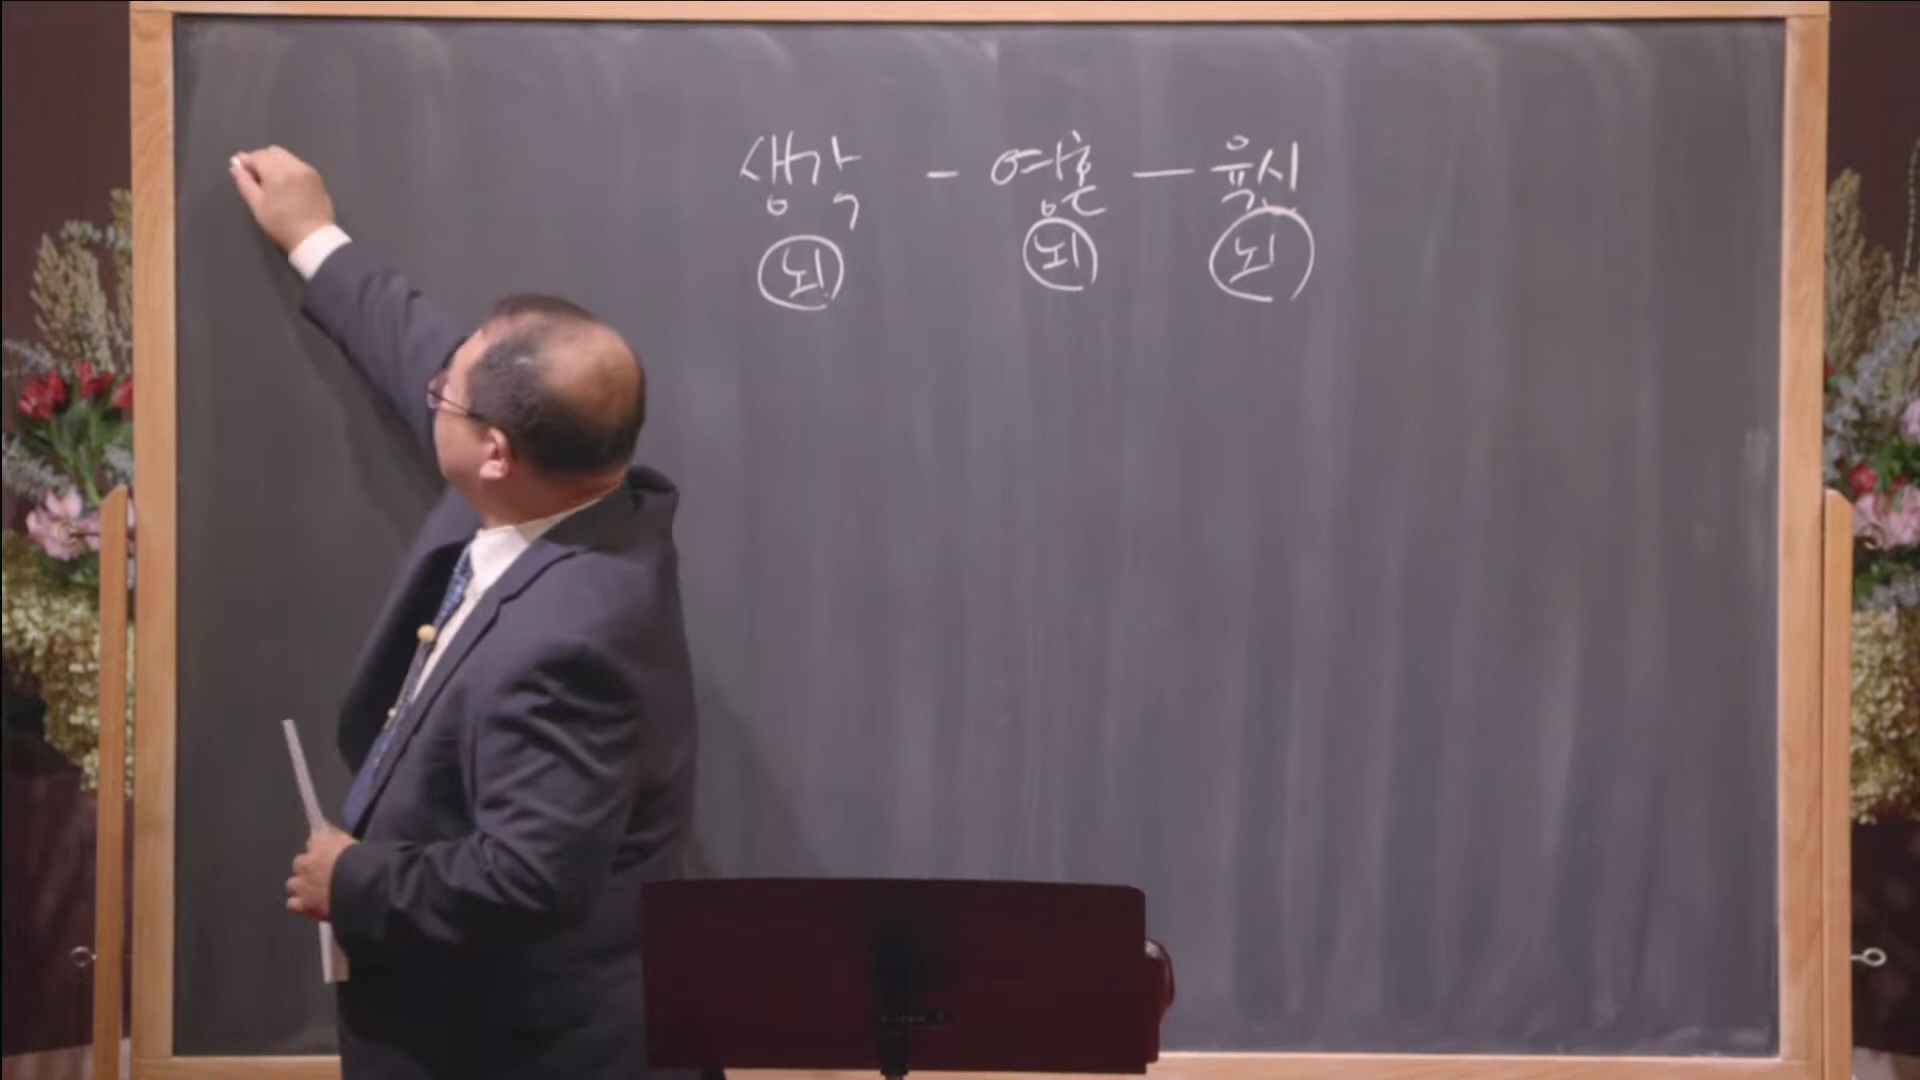 생각 - 영혼 - 육신
뇌 뇌 뇌